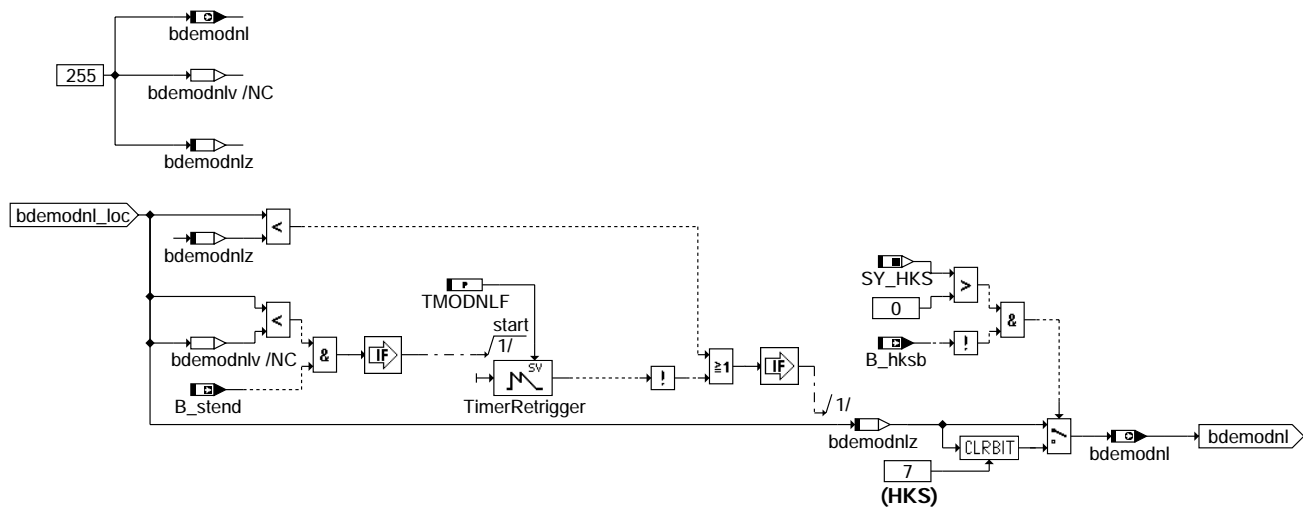 bdemodnl
255
bdemodnlv /NC
bdemodnlz
bdemodnl_loc
<
bdemodnlz
SY_HKS
>
P
TMODNLF
0
&
<
start
1/
bdemodnlv /NC
&
IF
B_hksb
!
SV
≥1
IF
B_stend
TimerRetrigger
!
1/
bdemodnlz
CLRBIT
bdemodnl
bdemodnl
7
(HKS)